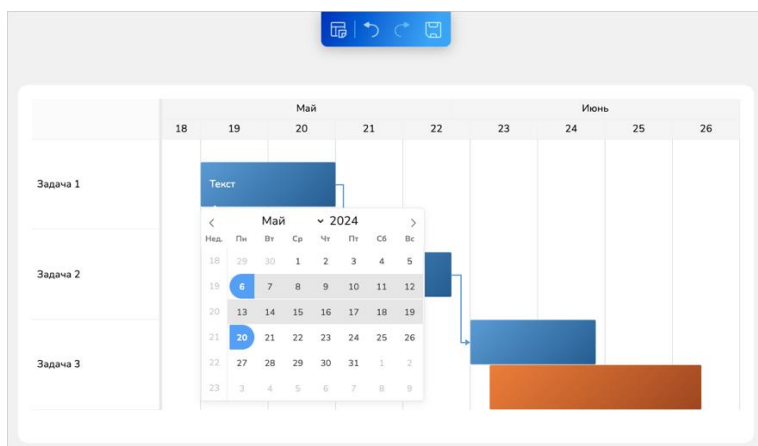 Май Июнь
18 19 20 21 22 23 24 25 26
Задача 1
Текст
Май 2024
Нед. Пн Вт Ср Чт Пт Сб Вс
18 29 30 1 2 3 4 5
Задача 2
19 6 7 8 9 10 11 12
20 13 14 15 16 17 18 19
21 20 21 22 23 24 25 26
Задача 3
22 27 28 29 30 31 1 2
23 3 4 5 6 7 8 9